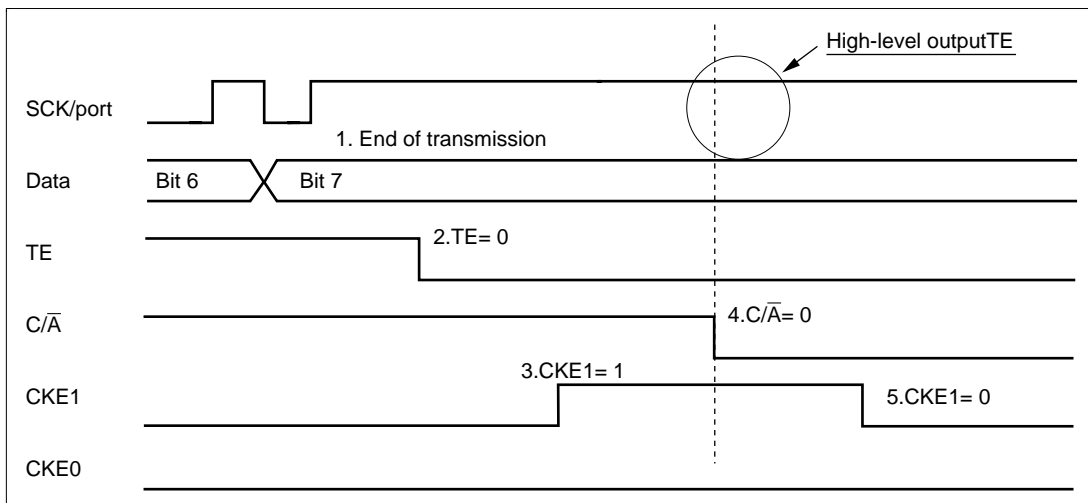 High-level outputTE
SCK/port
1. End of transmission
Data
Bit 6
Bit 7
TE
2.TE= 0
C/A̅
4.C/A̅= 0
3.CKE1= 1
CKE1
5.CKE1= 0
CKE0